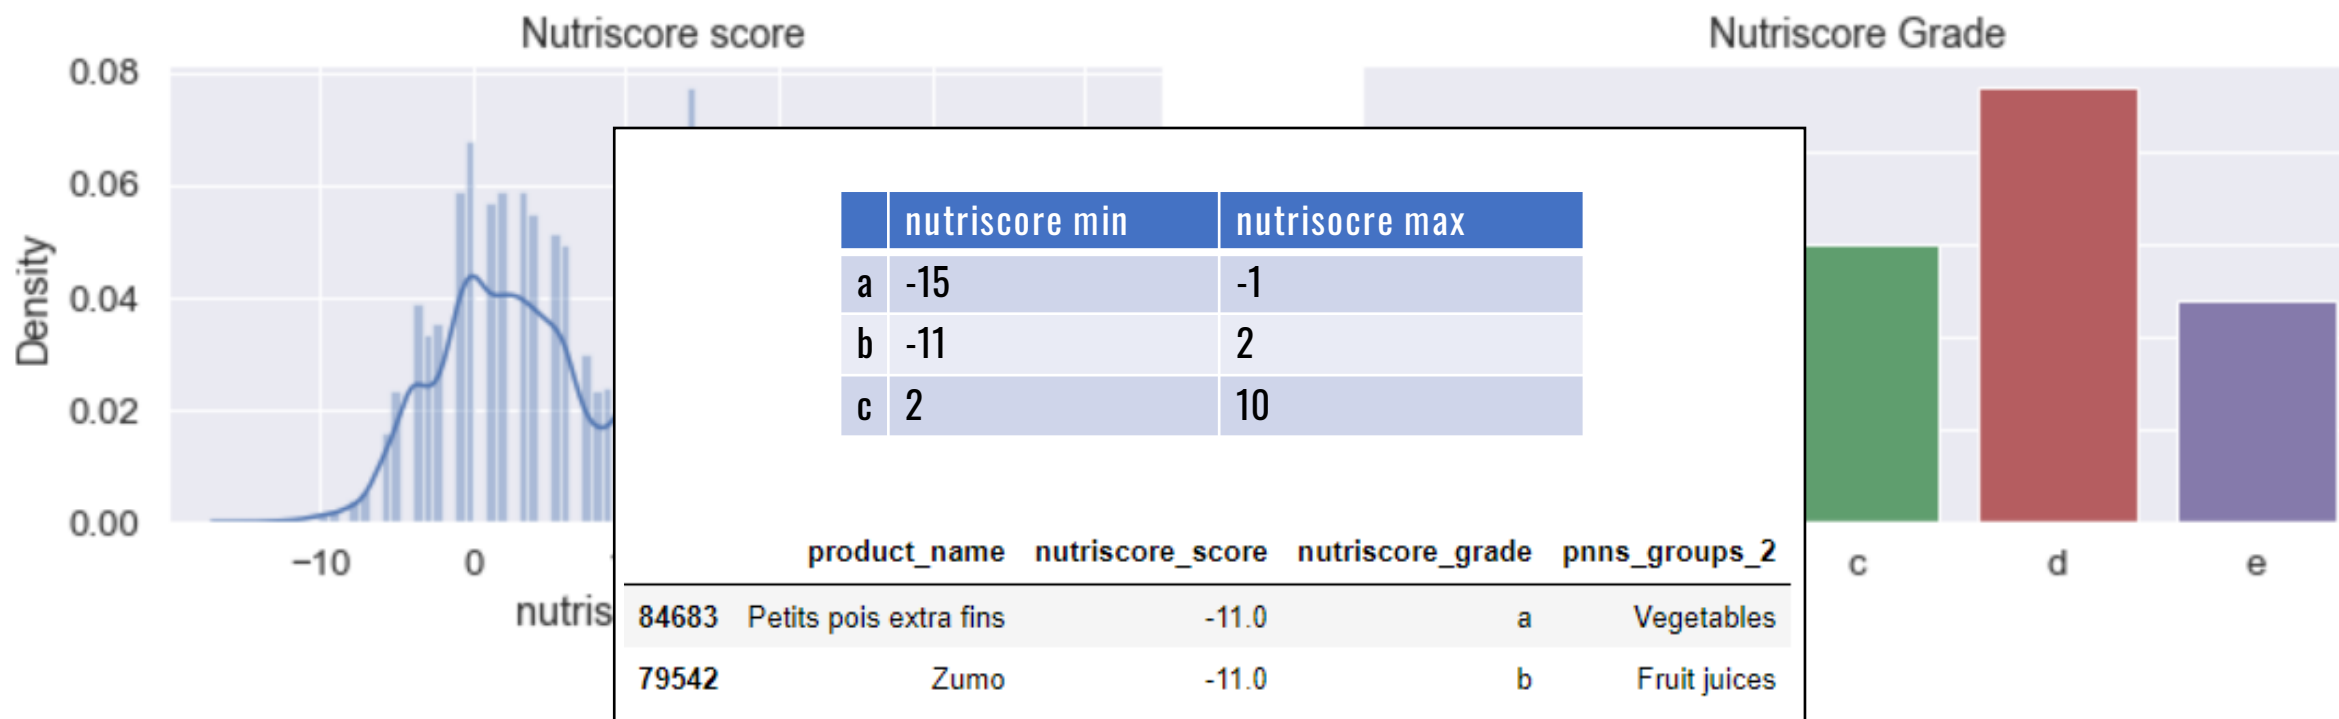 Nutriscore score
Nutriscore Grade
0.08
0.06
0.04
0.02
0.00
Density
−10 0
nutriscore min nutrisocre max
a -15 -1
b -11 2
c 2 10
product_name nutriscore_score nutriscore_grade pnns_groups_2
84683 Petits pois extra fins -11.0 a Vegetables
79542 Zumo -11.0 b Fruit juices
c d e